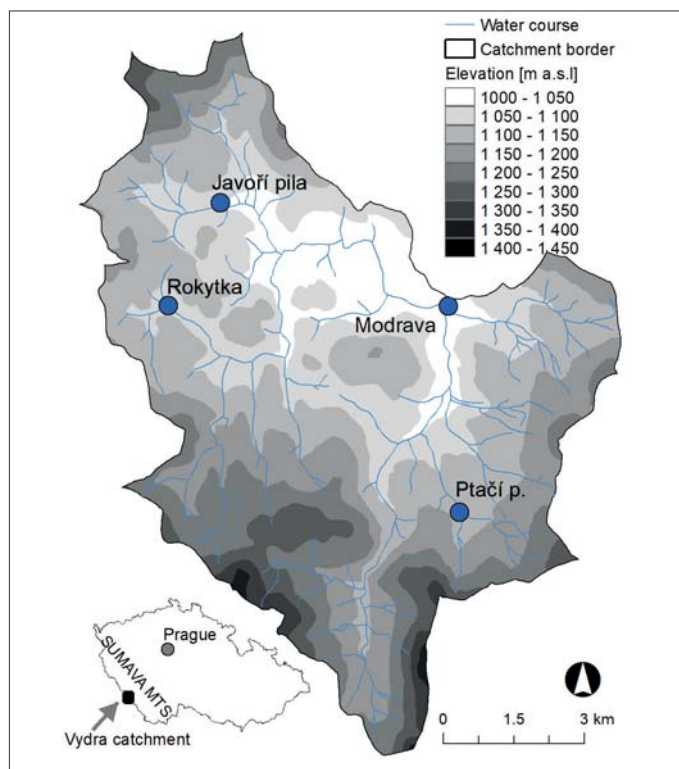 Water course
Catchment border
Elevation [m a.s.l]
1000 - 1 050
1 050 - 1 100
1 100 - 1 150
1 150 - 1 200
1 200 - 1 250
1 250 - 1 300
1 300 - 1 350
1 350 - 1 400
1 400 - 1 450
Javoří pila
Rokytka
Modrava
Ptačí p.
Prague
SUMAVA MTS
Vydra catchment
0 1.5 3 km